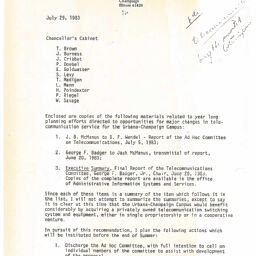 Champaign
Illinois 61820
July 29, 1983
Chancellor's Cabinet
T. Brown
J. Burness
J. Cribbet
P. Doebel
E. Goldwasser
S. Levy
T. Madigan
L. Mann
H. Poindexter
P. Riegel
W. Savage
Enclosed are copies of the following materials related to year long
planning efforts directed to opportunities for major changes in tele-
communication service for the Urbana-Champaign Campus:
1. J. B. McManus to E. F. Wendel - Report of the Ad Hoc Committee
on Telecommunications, July 5, 1983;
2. George F. Badger to Jack McManus, transmittal of report,
June 20, 1983;
3. Executive Summary, Final Report of the Telecommunications
Committee, George F. Badger, Jr., Chair, June 20, 1983.
Copies of the complete report are available in the office
of Administrative Information Systems and Services.
Since each of these items is a summary of the item which follows it in
the list, I will not attempt to summarize the summaries, except to say
it is clear at this time that the Urbana-Champaign Campus would benefit
considerably by acquiring a privately owned telecommunication switching
system and equipment, either in single proprietorship or in a cooperative
venture.
In pursuit of this recommendation, I plan the following actions which
will be instituted before the end of Summer:
1. Discharge the Ad Hoc Committee, with full intention to call on
individual members of the committee to assist with development
of the proposal